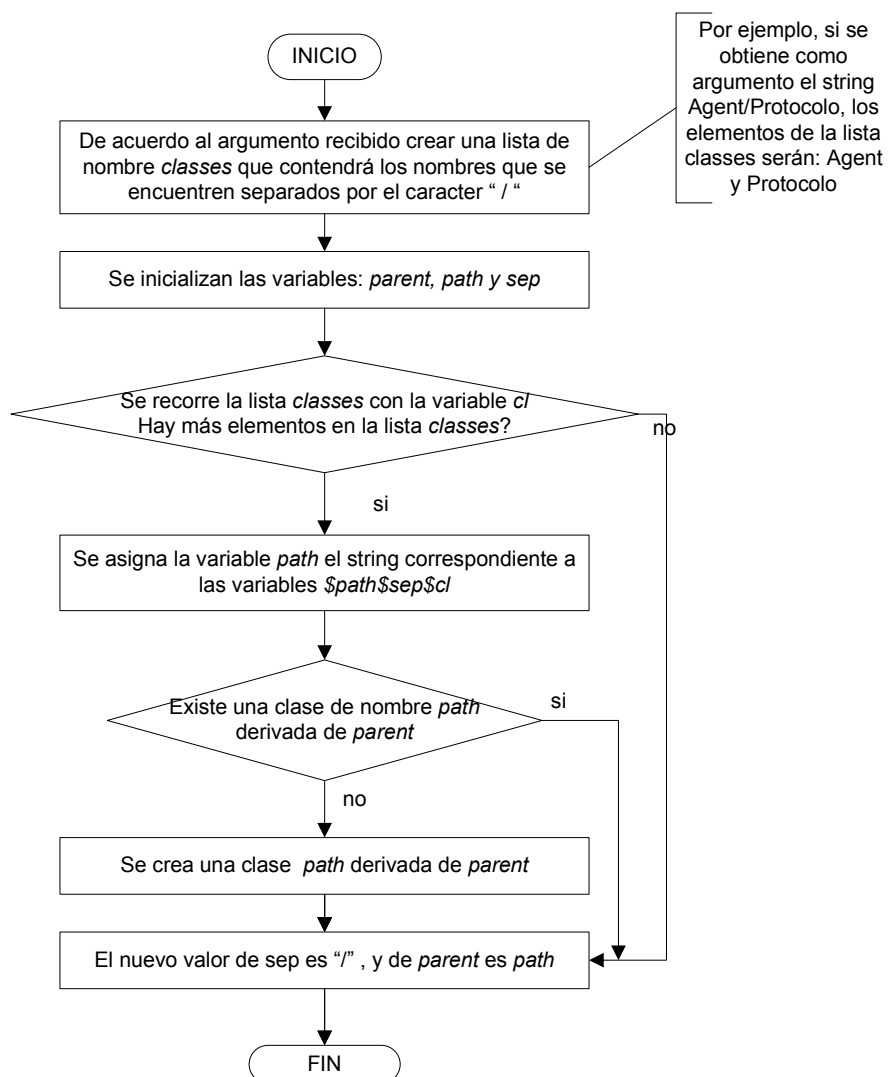 INICIO
Por ejemplo, si se
obtiene como
argumento el string
Agent/Protocolo, los
elementos de la lista
classes serán: Agent
y Protocolo
De acuerdo al argumento recibido crear una lista de
nombre classes que contendrá los nombres que se
encuentren separados por el caracter “ / “
Se inicializan las variables: parent, path y sep
Se recorre la lista classes con la variable cl
Hay más elementos en la lista classes?
no
si
Se asigna la variable path el string correspondiente a
las variables $path$sep$cl
Existe una clase de nombre path
derivada de parent
si
no
Se crea una clase path derivada de parent
El nuevo valor de sep es “/” , y de parent es path
FIN